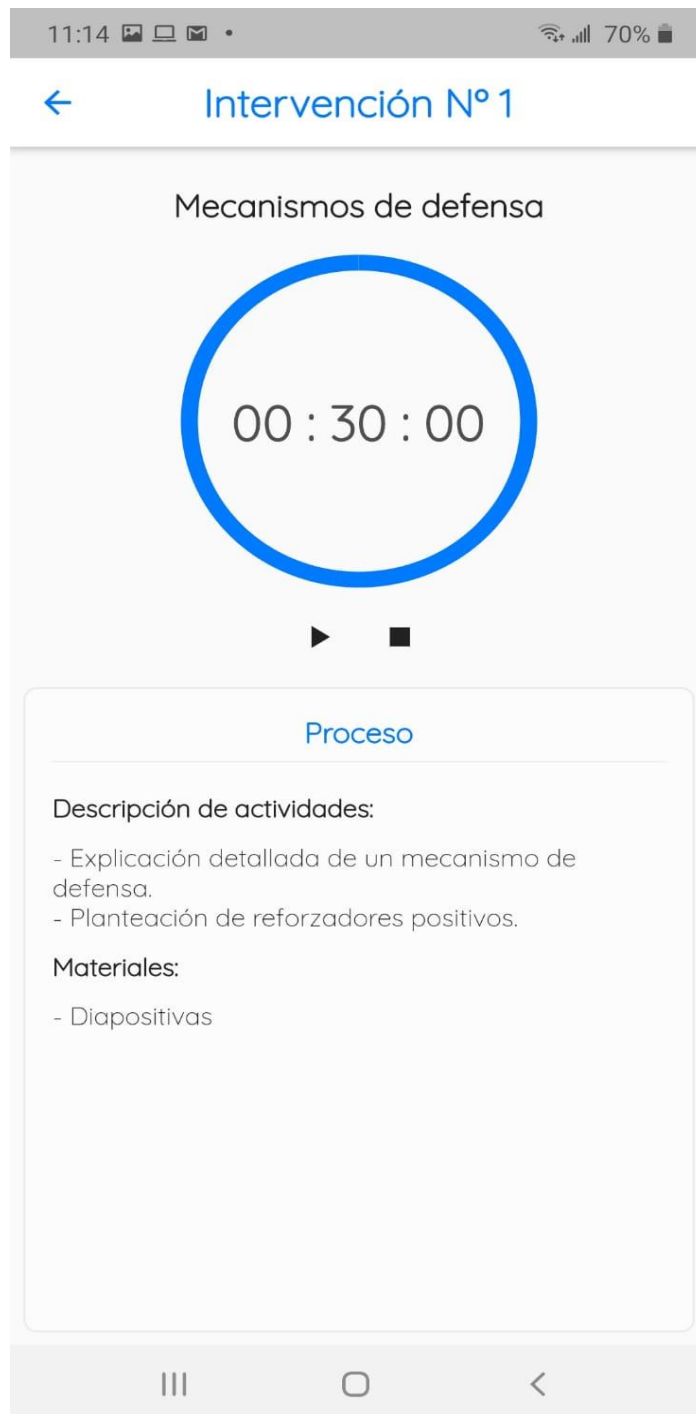 11:14 70%
Intervención Nº 1
Mecanismos de defensa
00 : 30 : 00
Proceso
Descripción de actividades:
- Explicación detallada de un mecanismo de
defensa.
- Planteación de reforzadores positivos.
Materiales:
- Diapositivas